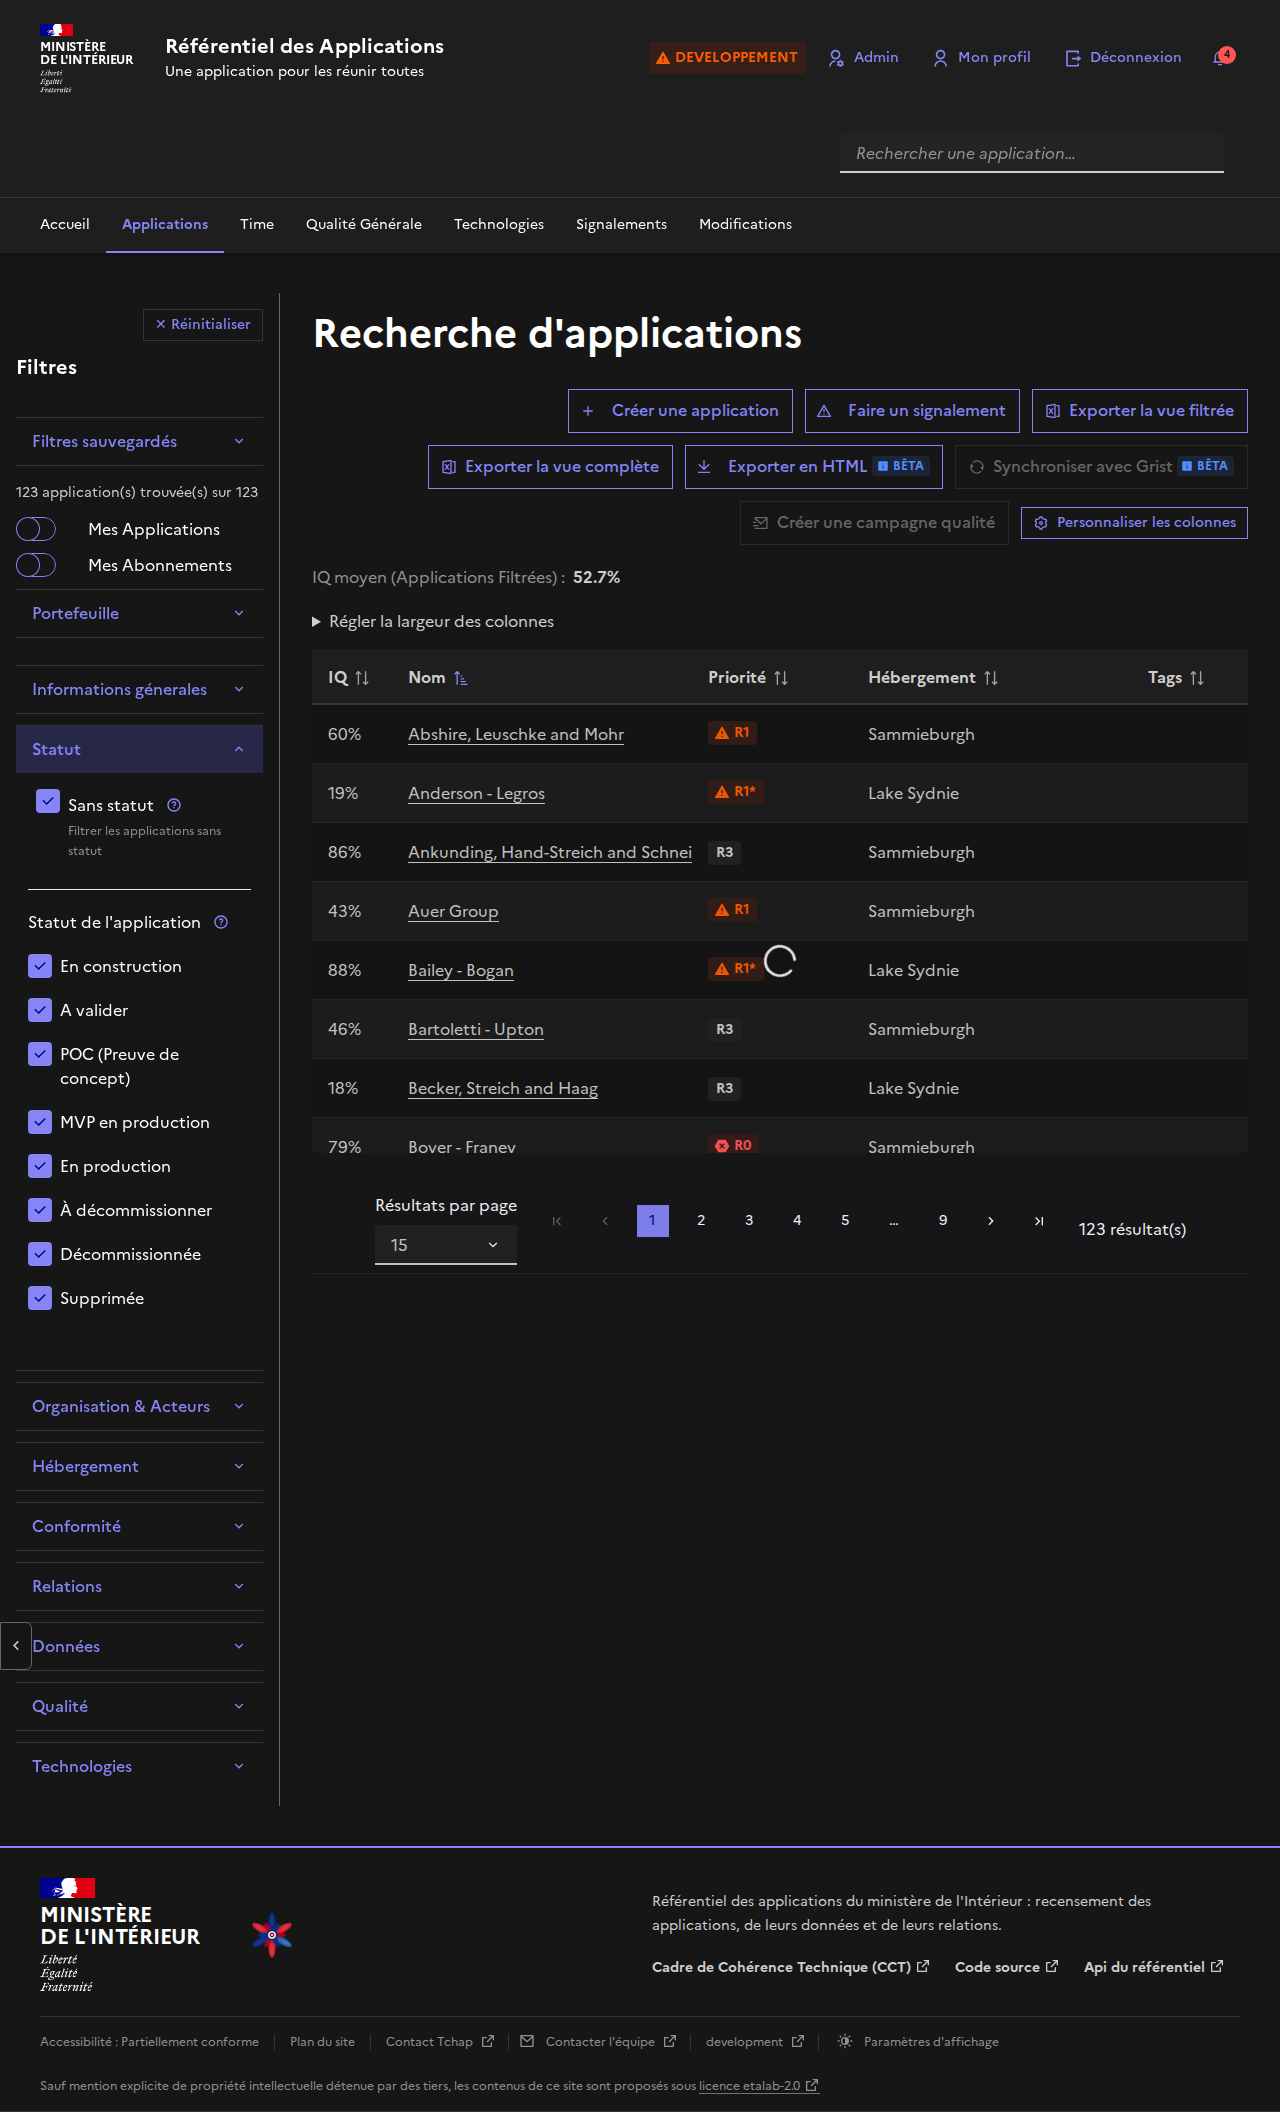 MINISTÈRE
DE L'INTÉRIEUR
Liberté
Égalité
Fraternité
Référentiel des Applications
Une application pour les réunir toutes
DEVELOPPEMENT
Admin
Mon profil
Déconnexion
4
Rechercher une application...
Accueil
Applications
Time
Qualité Générale
Technologies
Signalements
Modifications
Réinitialiser
Filtres
Filtres sauvegardés
123 application(s) trouvée(s) sur 123
Mes Applications
Mes Abonnements
Portefeuille
Informations génerales
Statut
Sans statut
Filtrer les applications sans
statut
Statut de l'application
En construction
A valider
POC (Preuve de
concept)
MVP en production
En production
À décommissionner
Décommissionnée
Supprimée
Organisation & Acteurs
Hébergement
Conformité
Relations
Données
Qualité
Technologies
Recherche d'applications
Créer une application
Faire un signalement
Exporter la vue filtrée
Exporter la vue complète
Exporter en HTML BÊTA
Synchroniser avec Grist BÊTA
Créer une campagne qualité
Personnaliser les colonnes
IQ moyen (Applications Filtrées) : 52.7%
Régler la largeur des colonnes
IQ Nom Priorité Hébergement Tags
60% Abshire, Leuschke and Mohr R1 Sammieburgh
19% Anderson - Legros R1* Lake Sydnie
86% Ankunding, Hand-Streich and Schnei R3 Sammieburgh
43% Auer Group R1 Sammieburgh
88% Bailey - Bogan R1* Lake Sydnie
46% Bartoletti - Upton R3 Sammieburgh
18% Becker, Streich and Haag R3 Lake Sydnie
79% Boyer - Franey R0 Sammieburgh
Résultats par page
15
1 2 3 4 5 … 9
123 résultat(s)
MINISTÈRE
DE L'INTÉRIEUR
Liberté
Égalité
Fraternité
Référentiel des applications du ministère de l'Intérieur : recensement des
applications, de leurs données et de leurs relations.
Cadre de Cohérence Technique (CCT)
Code source
Api du référentiel
Accessibilité : Partiellement conforme
Plan du site
Contact Tchap
Contacter l'équipe
development
Paramètres d'affichage
Sauf mention explicite de propriété intellectuelle détenue par des tiers, les contenus de ce site sont proposés sous licence etalab-2.0